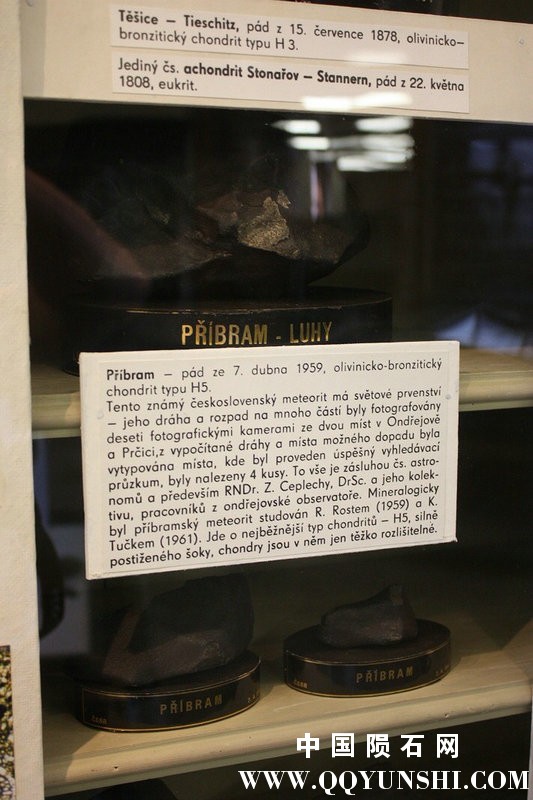 Těšice – Tieschitz, pád z 15. července 1878, olivinicko-
bronzitický chondrit typu H 3.
Jediný čs. achondrit Stonařov – Stannern, pád z 22. května
1808, eukrit.
PŘÍBRAM - LUHY
Příbram – pád ze 7. dubna 1959, olivinicko-bronzitický
chondrit typu H5.
Tento známý československý meteorit má světové prvenství
– jeho dráha a rozpad na mnoho částí byly fotografovány
deseti fotografickými kamerami ze dvou míst v Ondřejově
a Prčici,z vypočítané dráhy a místa možného dopadu byla
vytypována místa, kde byl proveden úspěšný vyhledávací
průzkum, byly nalezeny 4 kusy. To vše je zásluhou čs. astro-
nomů a především RNDr. Z. Ceplechy, DrSc. a jeho kolek-
tivu, pracovníků z ondřejovské observatoře. Mineralogicky
byl příbramský meteorit studován R. Rostem (1959) a K.
Tučkem (1961). Jde o nejběžnější typ chondritů – H5, silně
postiženého šoky, chondry jsou v něm jen těžko rozlišitelné.
PŘÍBRAM
PŘÍBRAM
中国陨石网
WWW.QQYUNSHI.COM